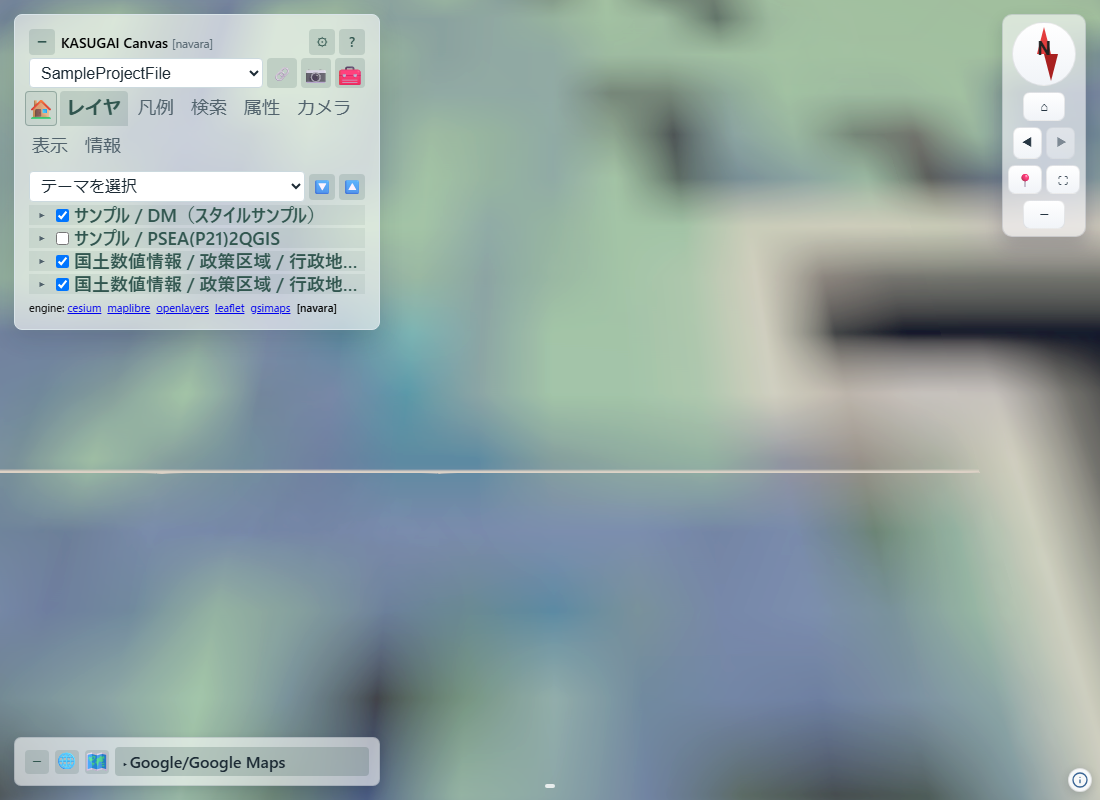 KASUGAI Canvas [navara]
?
SampleProjectFile
レイヤ 凡例 検索 属性 カメラ
表示 情報
テーマを選択
サンプル / DM（スタイルサンプル）
サンプル / PSEA(P21)2QGIS
国土数値情報 / 政策区域 / 行政地...
国土数値情報 / 政策区域 / 行政地...
engine: cesium maplibre openlayers leaflet gsimaps [navara]
N
Google/Google Maps